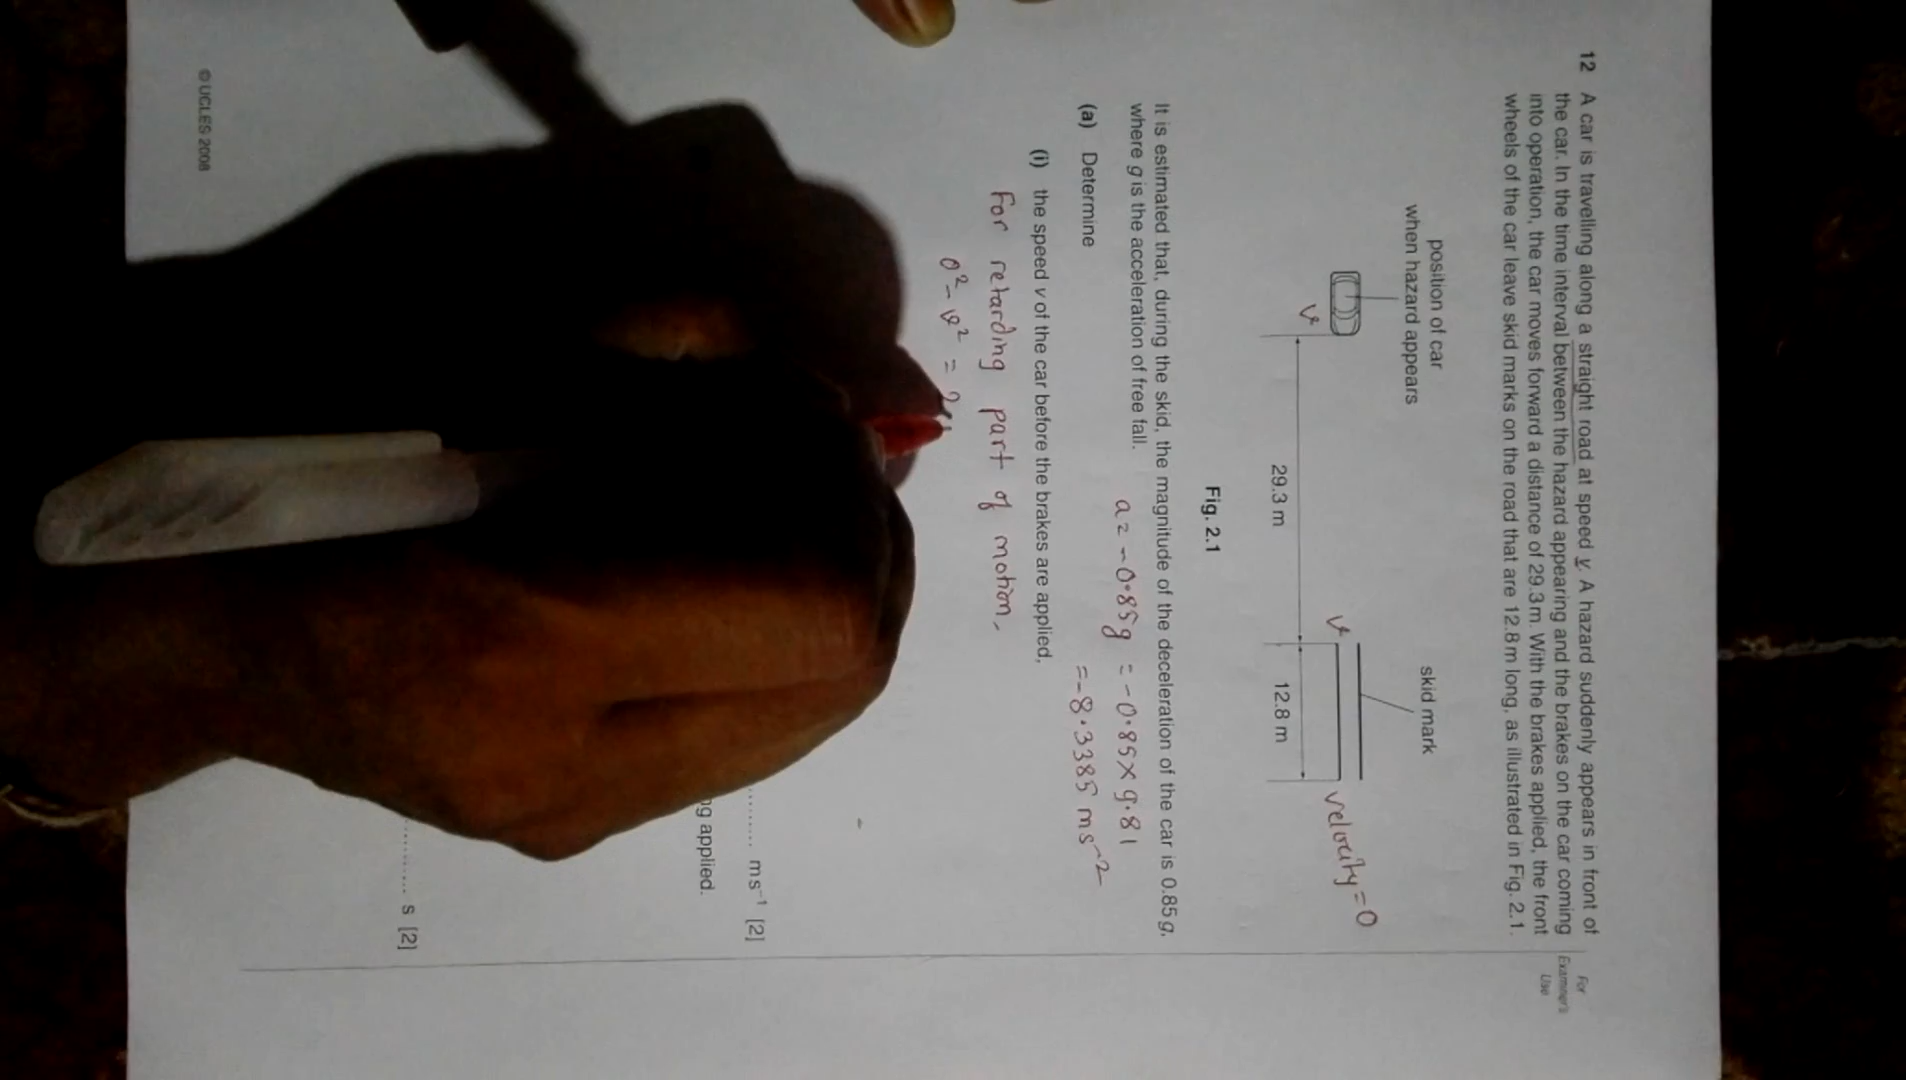 12 A car is travelling along a straight road at speed v. A hazard suddenly appears in front of
the car. In the time interval between the hazard appearing and the brakes on the car coming
into operation, the car moves forward a distance of 29.3 m. With the brakes applied, the front
wheels of the car leave skid marks on the road that are 12.8 m long, as illustrated in Fig. 2.1.
For
Examiner's
Use
position of car
when hazard appears
skid mark
v
v
velocity=0
29.3 m
12.8 m
Fig. 2.1
It is estimated that, during the skid, the magnitude of the deceleration of the car is 0.85 g,
where g is the acceleration of free fall.
a = -0.85g = -0.85 × 9.81
= -8.3385 ms⁻²
(a) Determine
(i) the speed v of the car before the brakes are applied,
For retarding part of motion-
0² - v² = 2
ms⁻¹ [2]
ng applied.
s [2]
© UCLES 2008